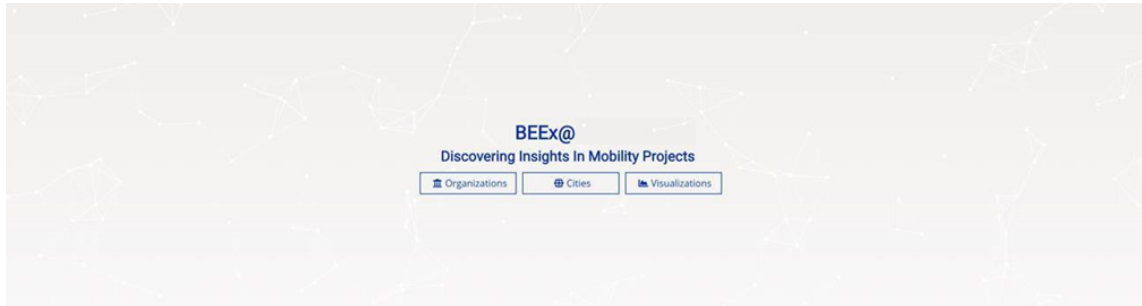 BEEx@
Discovering Insights In Mobility Projects
Organizations
Cities
Visualizations